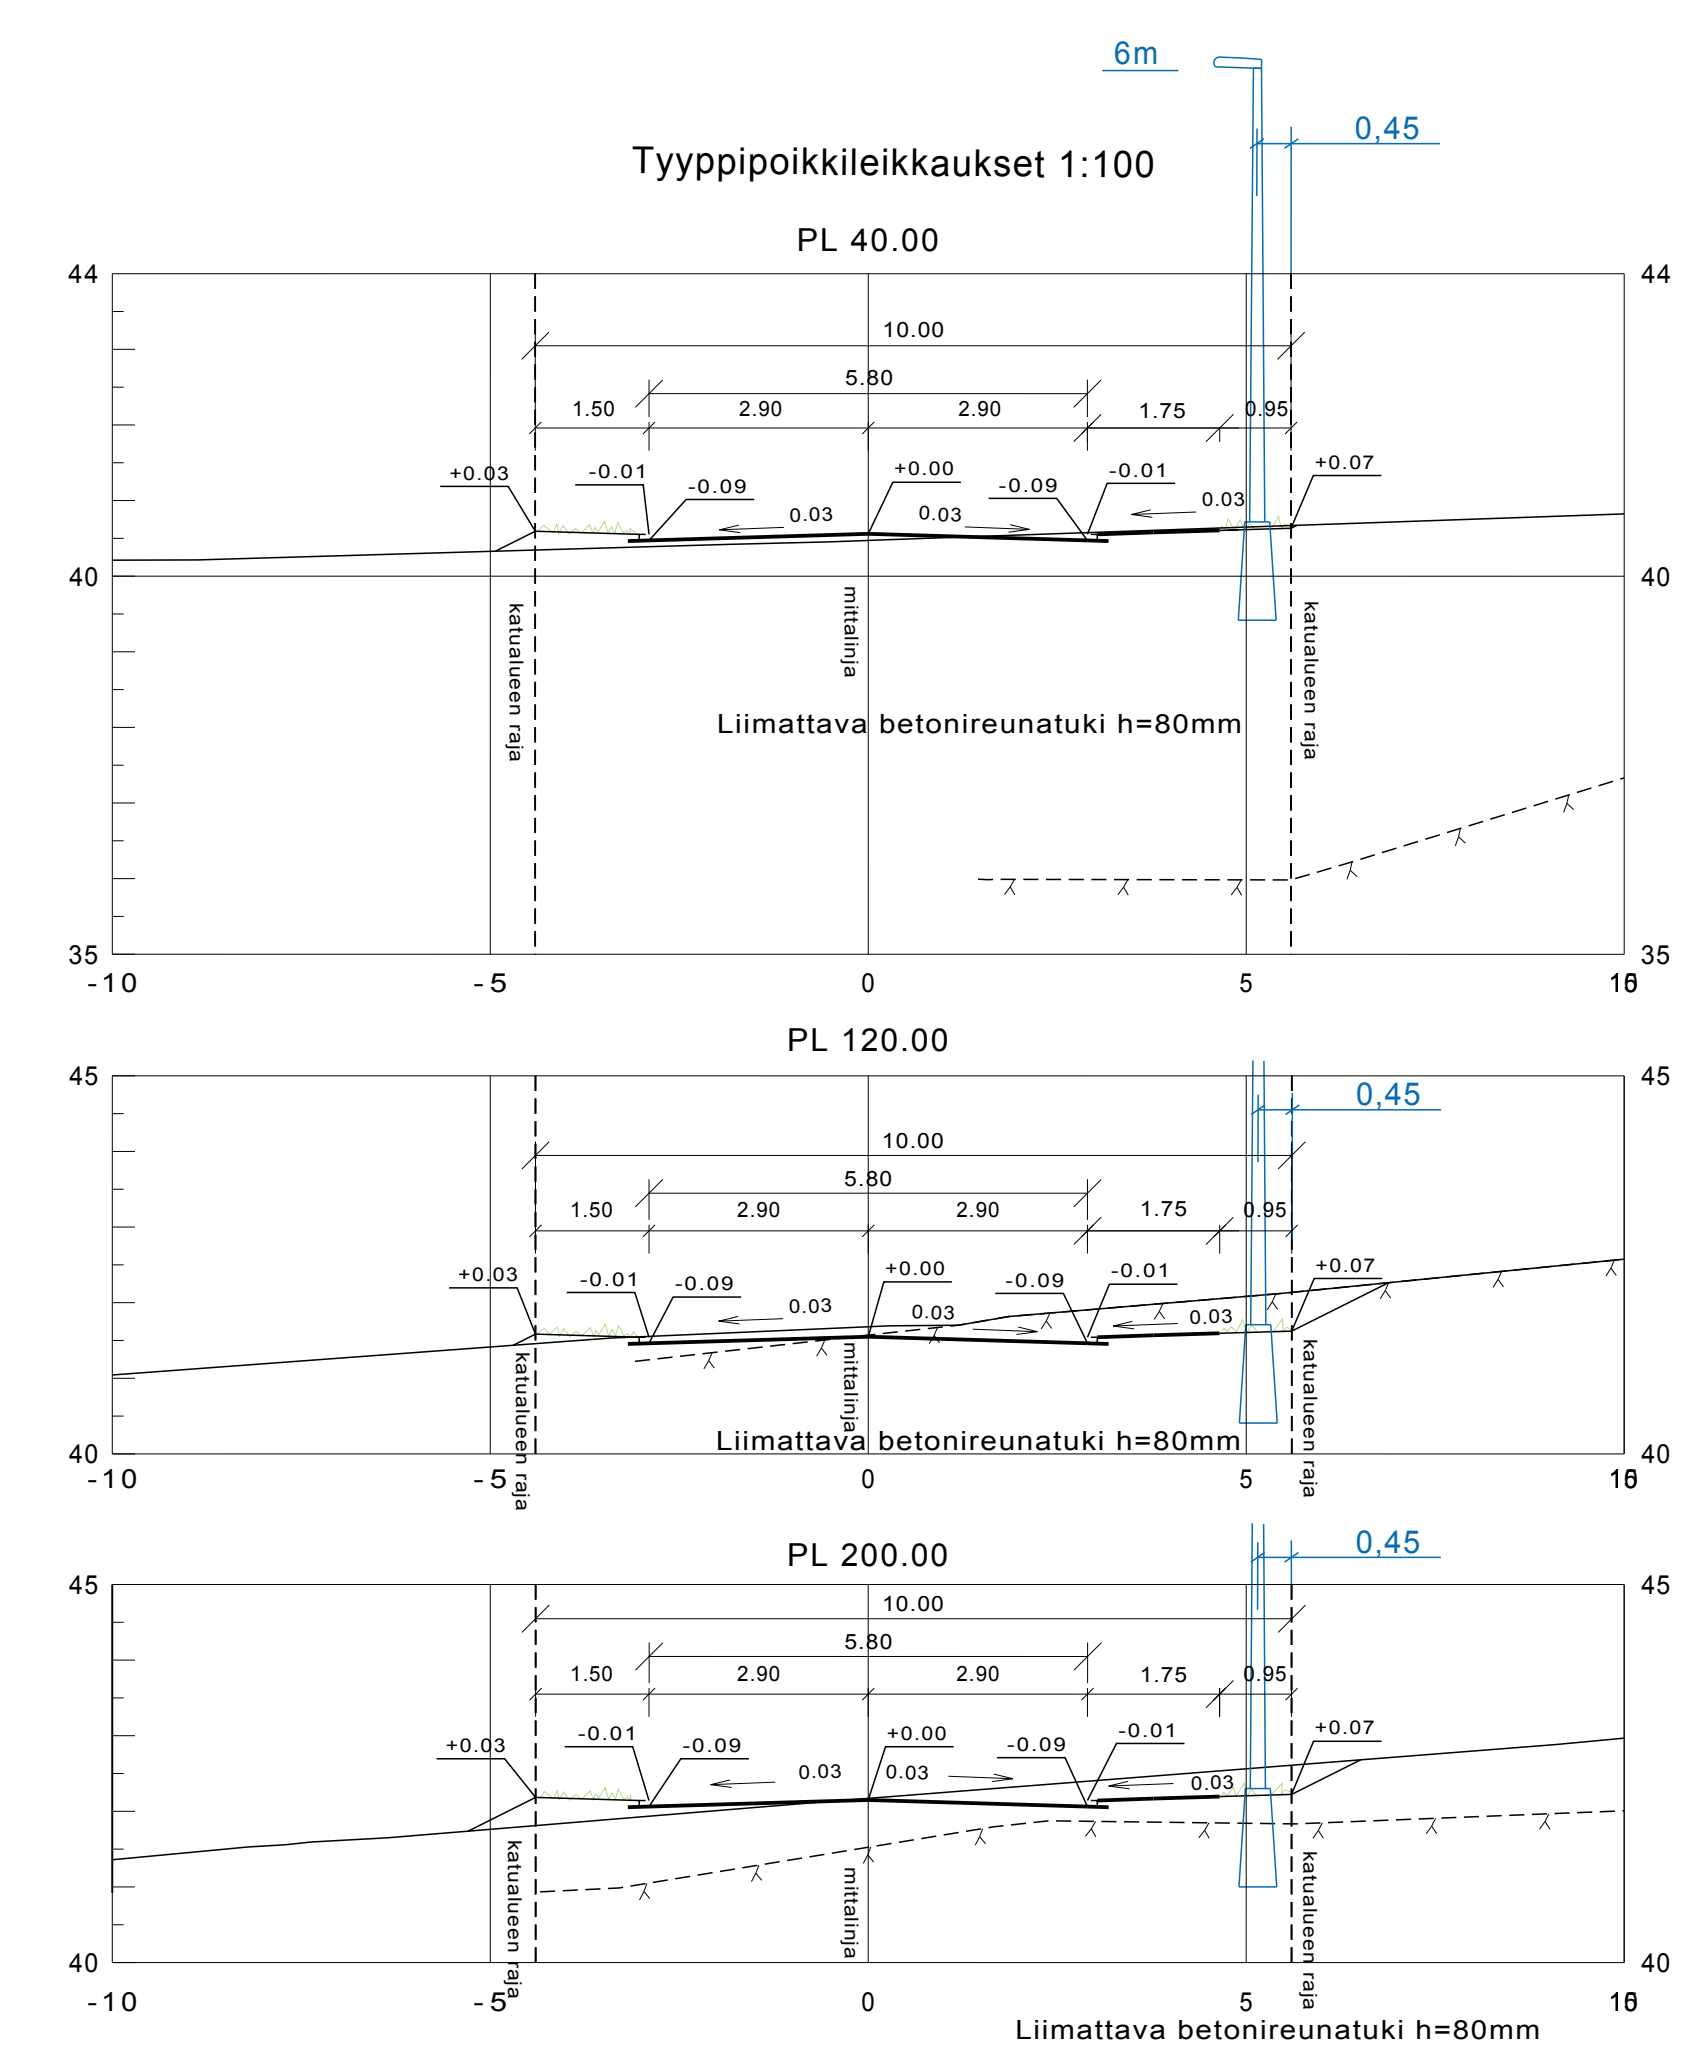 6m
0,45
Tyyppipoikkileikkaukset 1:100
PL 40.00
44 44
10.00
5.80
1.50 2.90 2.90 1.75 0.95
+0.03 -0.01 -0.09 +0.00 -0.09 -0.01 +0.07
0.03 0.03 0.03
40 40
katualueen raja mittalinja katualueen raja
Liimattava betonireunatuki h=80mm
35 35
-10 -5 0 5 10
PL 120.00
45 45
0,45
10.00
5.80
1.50 2.90 2.90 1.75 0.95
+0.03 -0.01 -0.09 +0.00 -0.09 -0.01 +0.07
0.03 0.03 0.03
katualueen raja mittalinja katualueen raja
Liimattava betonireunatuki h=80mm
40 40
-10 -5 0 5 10
PL 200.00
0,45
45 45
10.00
5.80
1.50 2.90 2.90 1.75 0.95
+0.03 -0.01 -0.09 +0.00 -0.09 -0.01 +0.07
0.03 0.03 0.03
katualueen raja mittalinja katualueen raja
40 40
-10 -5 0 5 10
Liimattava betonireunatuki h=80mm